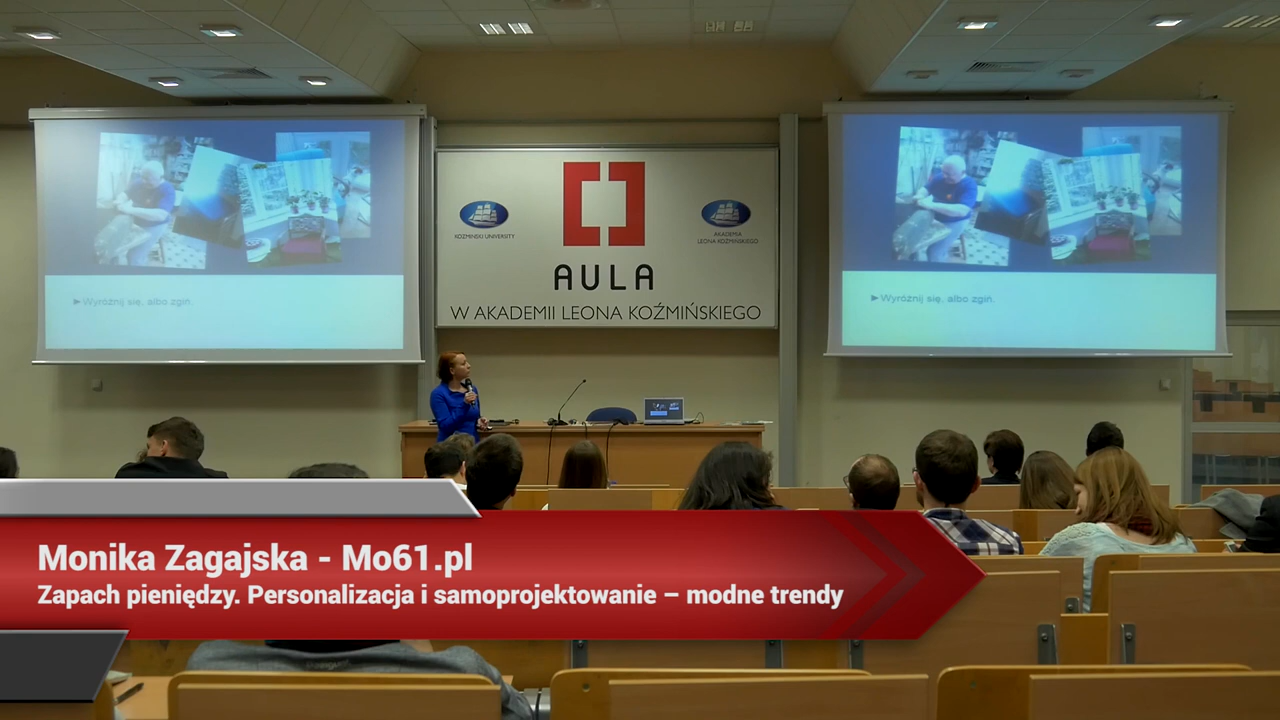 ►Wyróżnij się, albo zgiń.
KOZMINSKI UNIVERSITY
AKADEMIA
LEONA KOŹMIŃSKIEGO
AULA
W AKADEMII LEONA KOŹMIŃSKIEGO
►Wyróżnij się, albo zgiń.
Monika Zagajska - Mo61.pl
Zapach pieniędzy. Personalizacja i samoprojektowanie – modne trendy